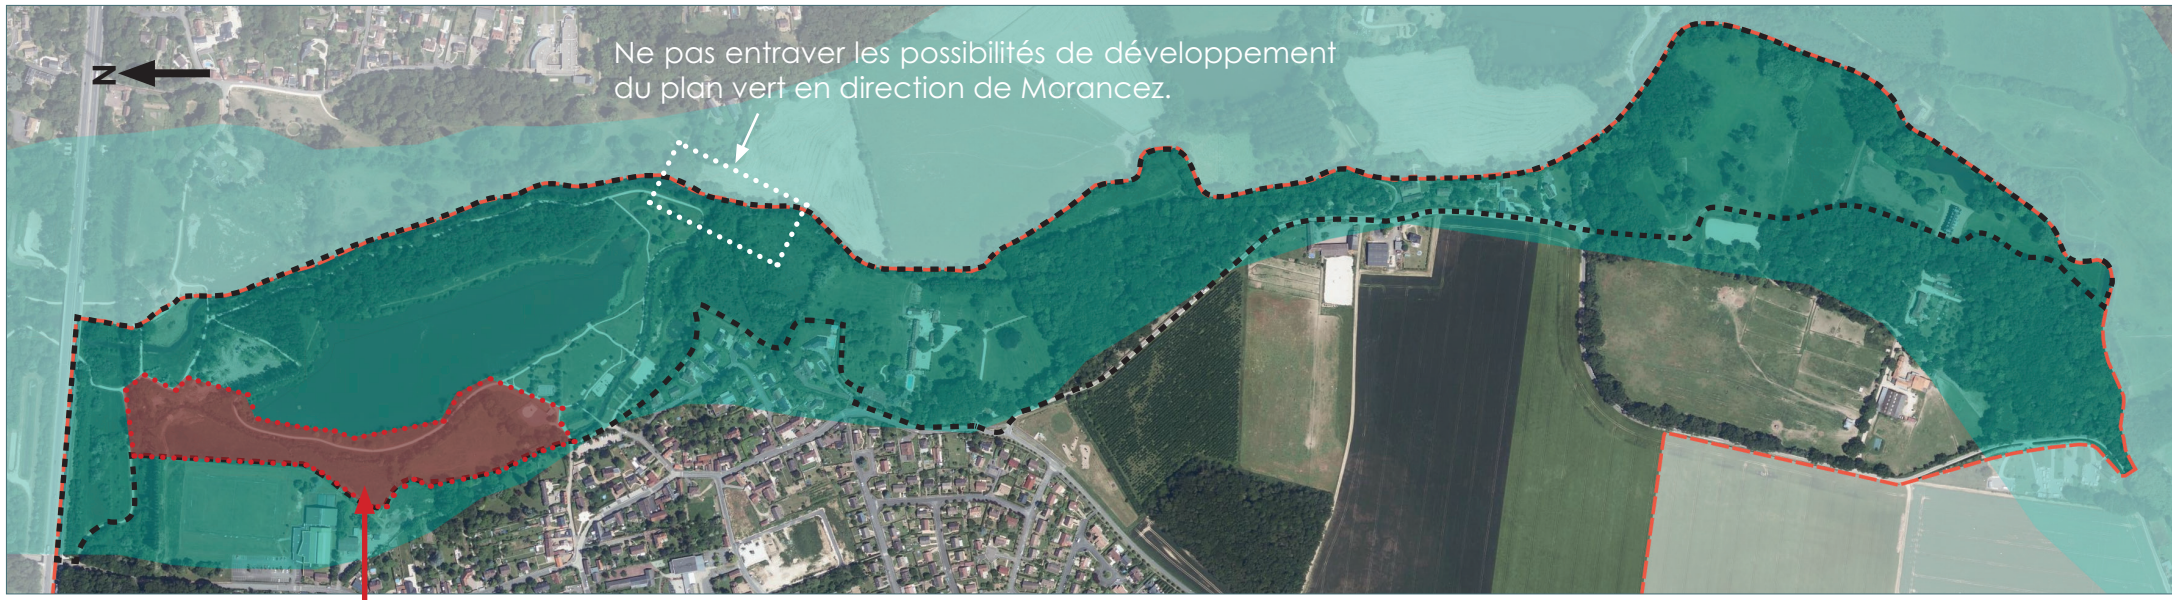 N
Ne pas entraver les possibilités de développement
du plan vert en direction de Morancez.